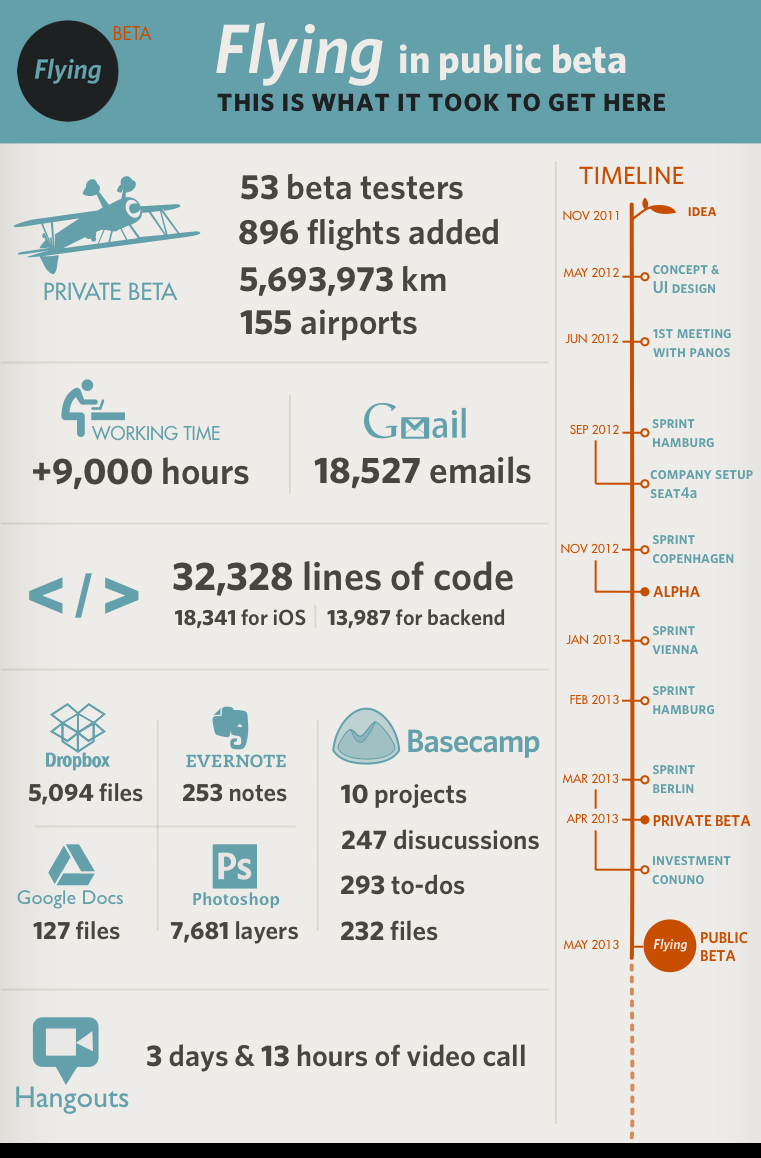 BETA
Flying
Flying in public beta
THIS IS WHAT IT TOOK TO GET HERE
PRIVATE BETA
53 beta testers
896 flights added
5,693,973 km
155 airports
WORKING TIME
+9,000 hours
Gmail
18,527 emails
</>
32,328 lines of code
18,341 for iOS
13,987 for backend
Dropbox
5,094 files
EVERNOTE
253 notes
Google Docs
127 files
Ps
Photoshop
7,681 layers
Basecamp
10 projects
247 disucussions
293 to-dos
232 files
Hangouts
3 days & 13 hours of video call
TIMELINE
NOV 2011
IDEA
MAY 2012
CONCEPT &
UI DESIGN
JUN 2012
1ST MEETING
WITH PANOS
SEP 2012
SPRINT
HAMBURG
COMPANY SETUP
SEAT4a
NOV 2012
SPRINT
COPENHAGEN
ALPHA
JAN 2013
SPRINT
VIENNA
FEB 2013
SPRINT
HAMBURG
MAR 2013
SPRINT
BERLIN
APR 2013
PRIVATE BETA
INVESTMENT
CONUNO
MAY 2013
Flying
PUBLIC
BETA